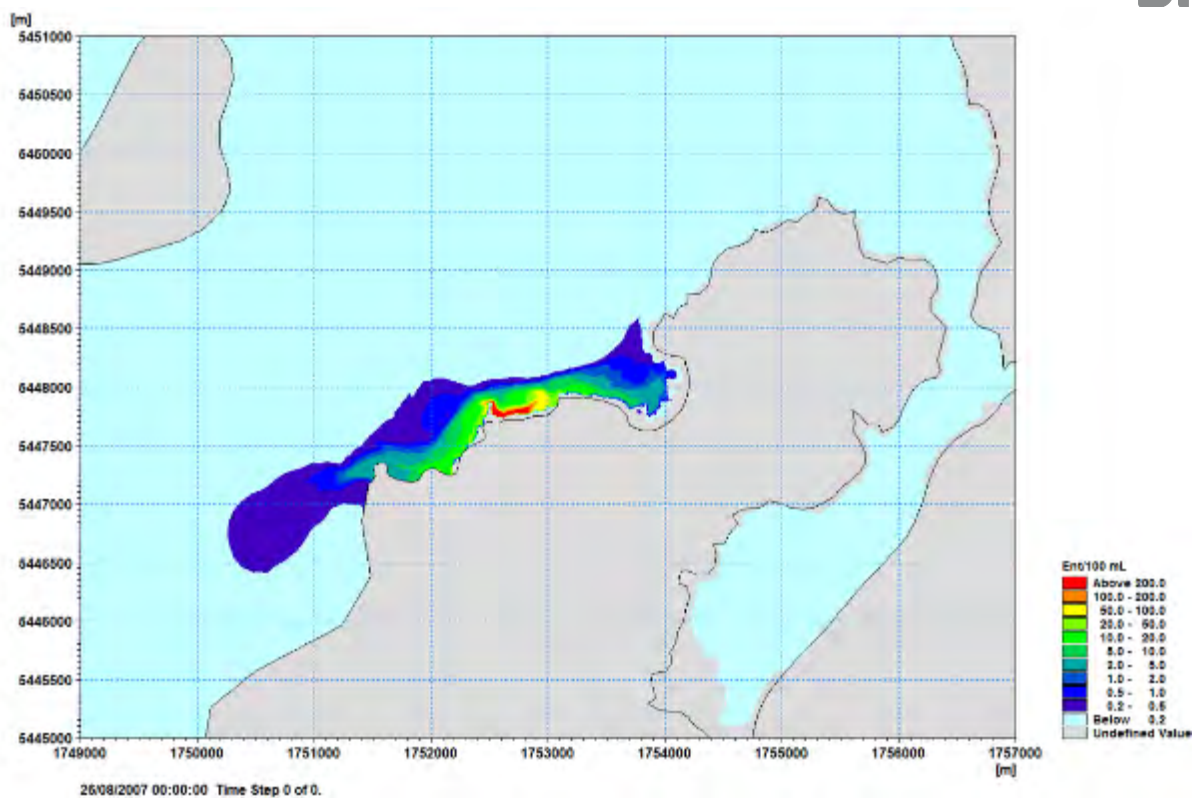 [m]
5451000
5450500
5450000
5449500
5449000
5448500
5448000
5447500
5447000
5446500
5446000
5445500
5445000
1749000 1750000 1751000 1752000 1753000 1754000 1755000 1756000 1757000
[m]
Ent/100 mL
Above 200.0
100.0 - 200.0
50.0 - 100.0
20.0 - 50.0
10.0 - 20.0
5.0 - 10.0
2.0 - 5.0
1.0 - 2.0
0.5 - 1.0
0.2 - 0.5
Below 0.2
Undefined Value
26/08/2007 00:00:00 Time Step 0 of 0.